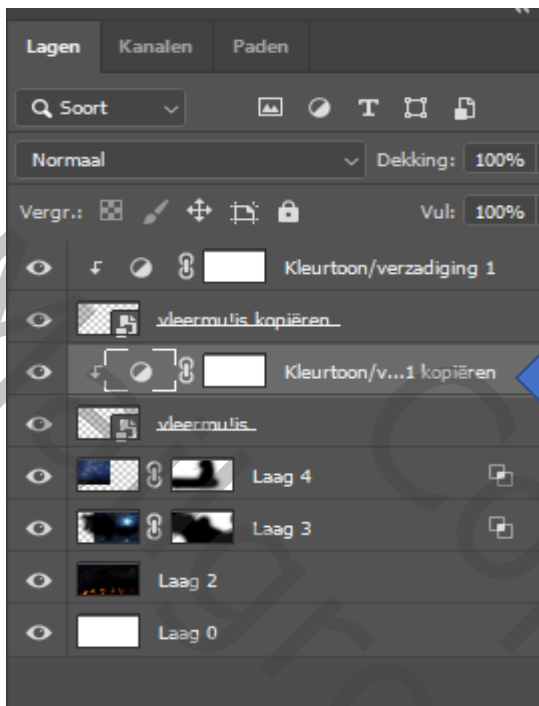 Lagen Kanalen Paden
Soort
Normaal Dekking: 100%
Vergr.: Vul: 100%
Kleurtoon/verzadiging 1
vleermuis kopiëren
Kleurtoon/v...1 kopiëren
vleermuis
Laag 4
Laag 3
Laag 2
Laag 0